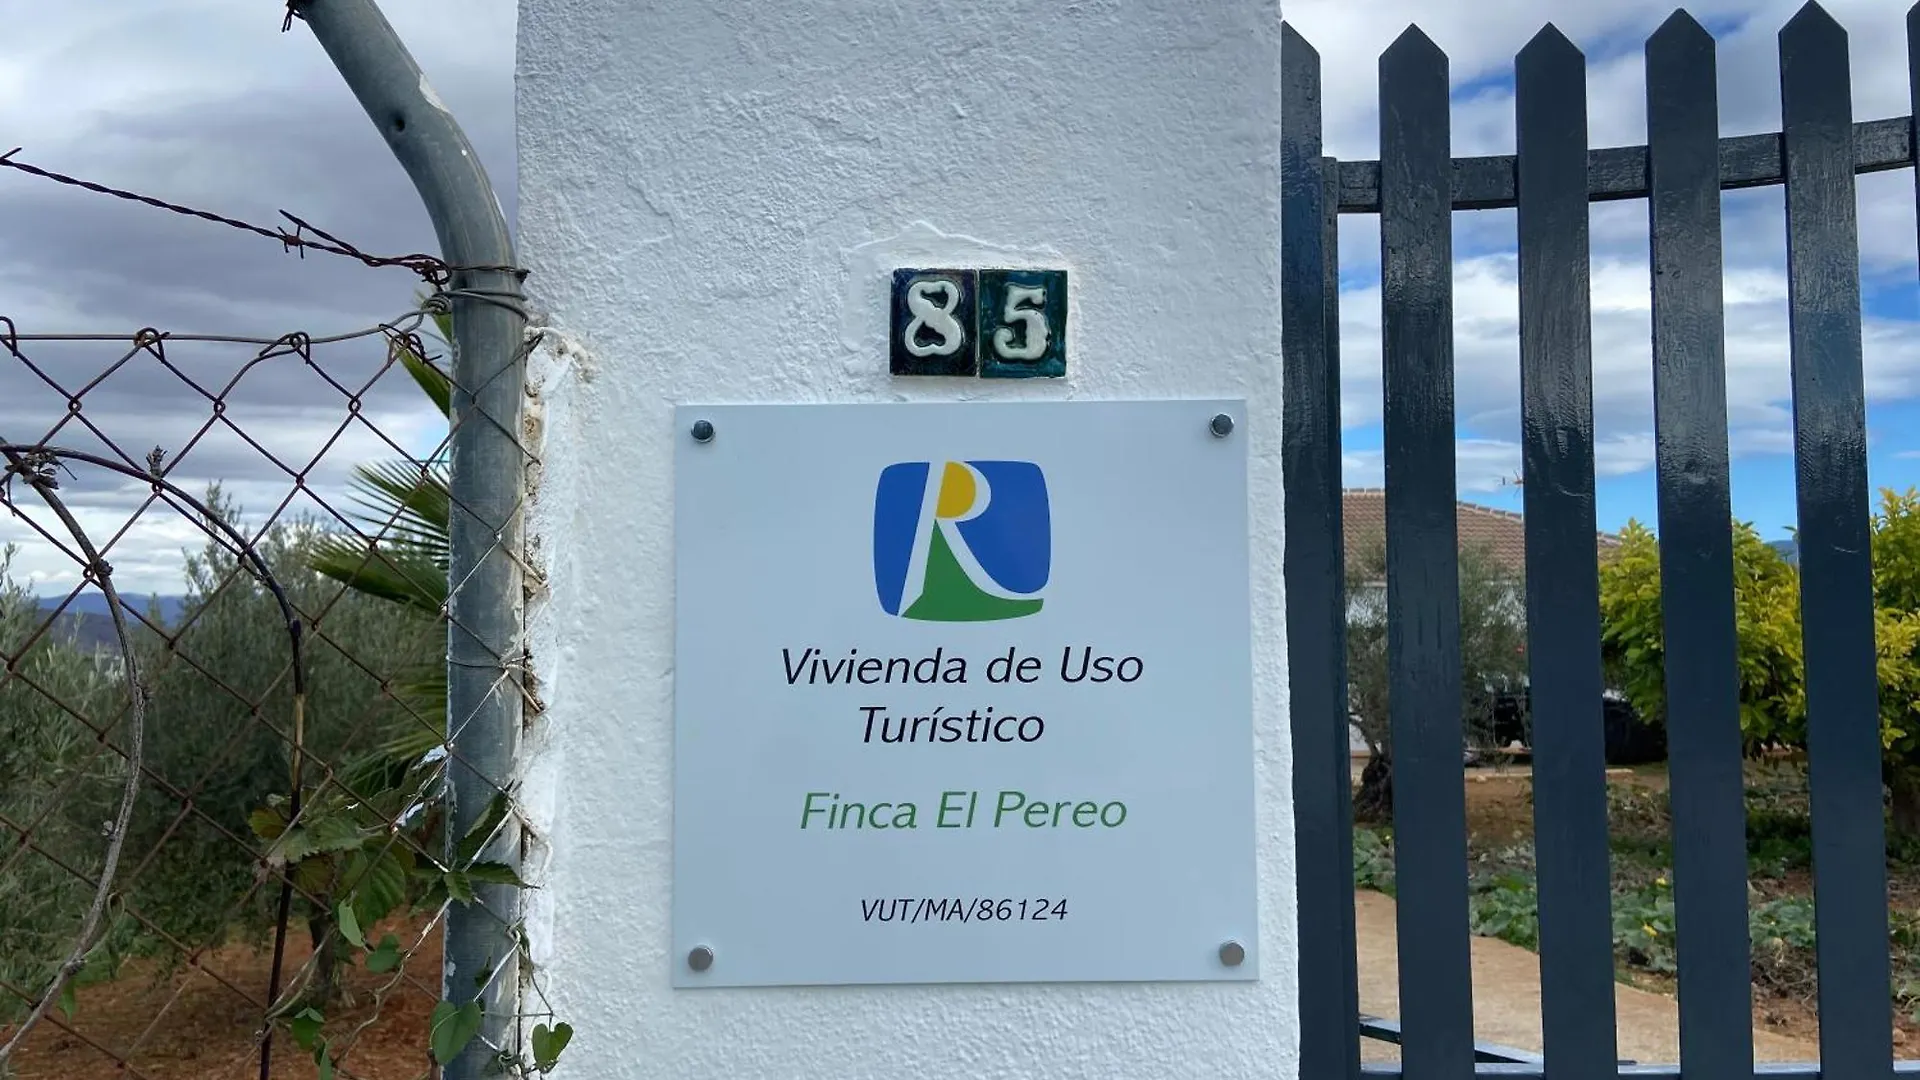 85
Vivienda de Uso
Turístico
Finca El Pereo
VUT/MA/86124